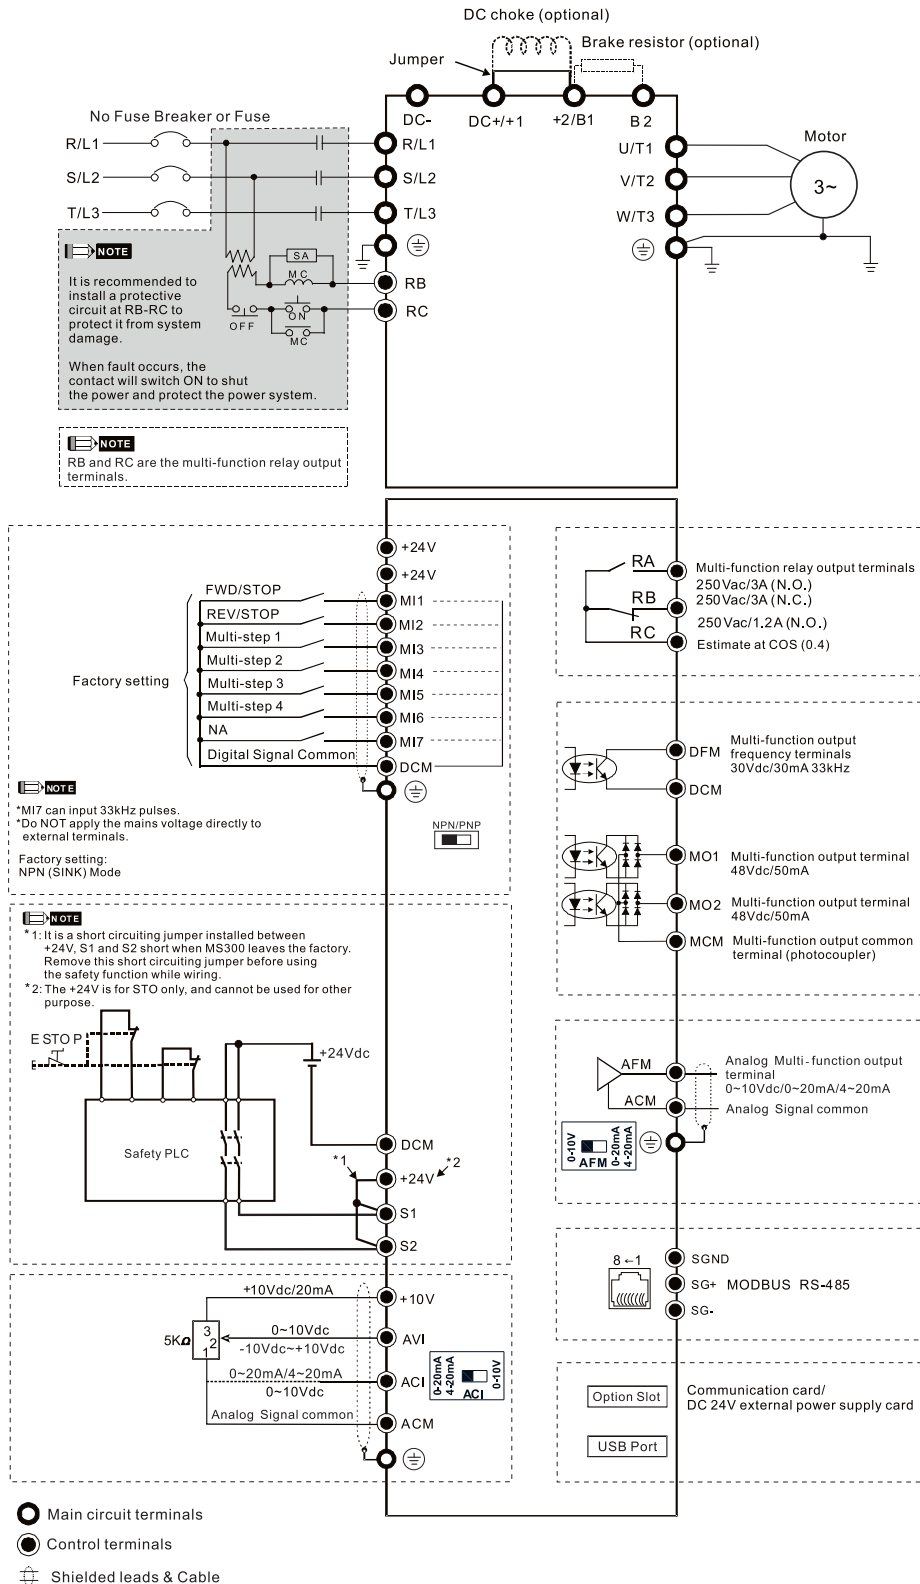 DC choke (optional)
Brake resistor (optional)
Jumper
No Fuse Breaker or Fuse
DC-
DC+/+1
+2/B1
B2
R/L1
R/L1
S/L2
S/L2
T/L3
T/L3
U/T1
V/T2
W/T3
Motor
3~
NOTE
It is recommended to
install a protective
circuit at RB-RC to
protect it from system
damage.
When fault occurs, the
contact will switch ON to shut
the power and protect the power system.
SA
MC
ON
OFF
MC
RB
RC
NOTE
RB and RC are the multi-function relay output
terminals.
+24V
+24V
FWD/STOP
MI1
REV/STOP
MI2
Multi-step 1
MI3
Multi-step 2
MI4
Multi-step 3
MI5
Multi-step 4
MI6
NA
MI7
Digital Signal Common
DCM
Factory setting
NOTE
*MI7 can input 33kHz pulses.
*Do NOT apply the mains voltage directly to
external terminals.
Factory setting:
NPN (SINK) Mode
NPN/PNP
RA
RB
RC
Multi-function relay output terminals
250Vac/3A (N.O.)
250Vac/3A (N.C.)
250Vac/1.2A (N.O.)
Estimate at COS (0.4)
DFM
DCM
Multi-function output
frequency terminals
30Vdc/30mA 33kHz
MO1
Multi-function output terminal
48Vdc/50mA
MO2
Multi-function output terminal
48Vdc/50mA
MCM
Multi-function output common
terminal (photocoupler)
NOTE
*1: It is a short circuiting jumper installed between
+24V, S1 and S2 short when MS300 leaves the factory.
Remove this short circuiting jumper before using
the safety function while wiring.
*2: The +24V is for STO only, and cannot be used for other
purpose.
ESTOP
+24Vdc
Safety PLC
DCM
*1
*2
+24V
S1
S2
AFM
ACM
Analog Multi-function output
terminal
0~10Vdc/0~20mA/4~20mA
Analog Signal common
0-10V
AFM
0-20mA
4-20mA
8←1
SGND
SG+
SG-
MODBUS RS-485
+10Vdc/20mA
+10V
5KΩ
3
2
1
0~10Vdc
-10Vdc~+10Vdc
AVI
0~20mA/4~20mA
0~10Vdc
ACI
Analog Signal common
ACM
0-20mA
4-20mA
ACI
0-10V
Option Slot
Communication card/
DC 24V external power supply card
USB Port
Main circuit terminals
Control terminals
Shielded leads & Cable